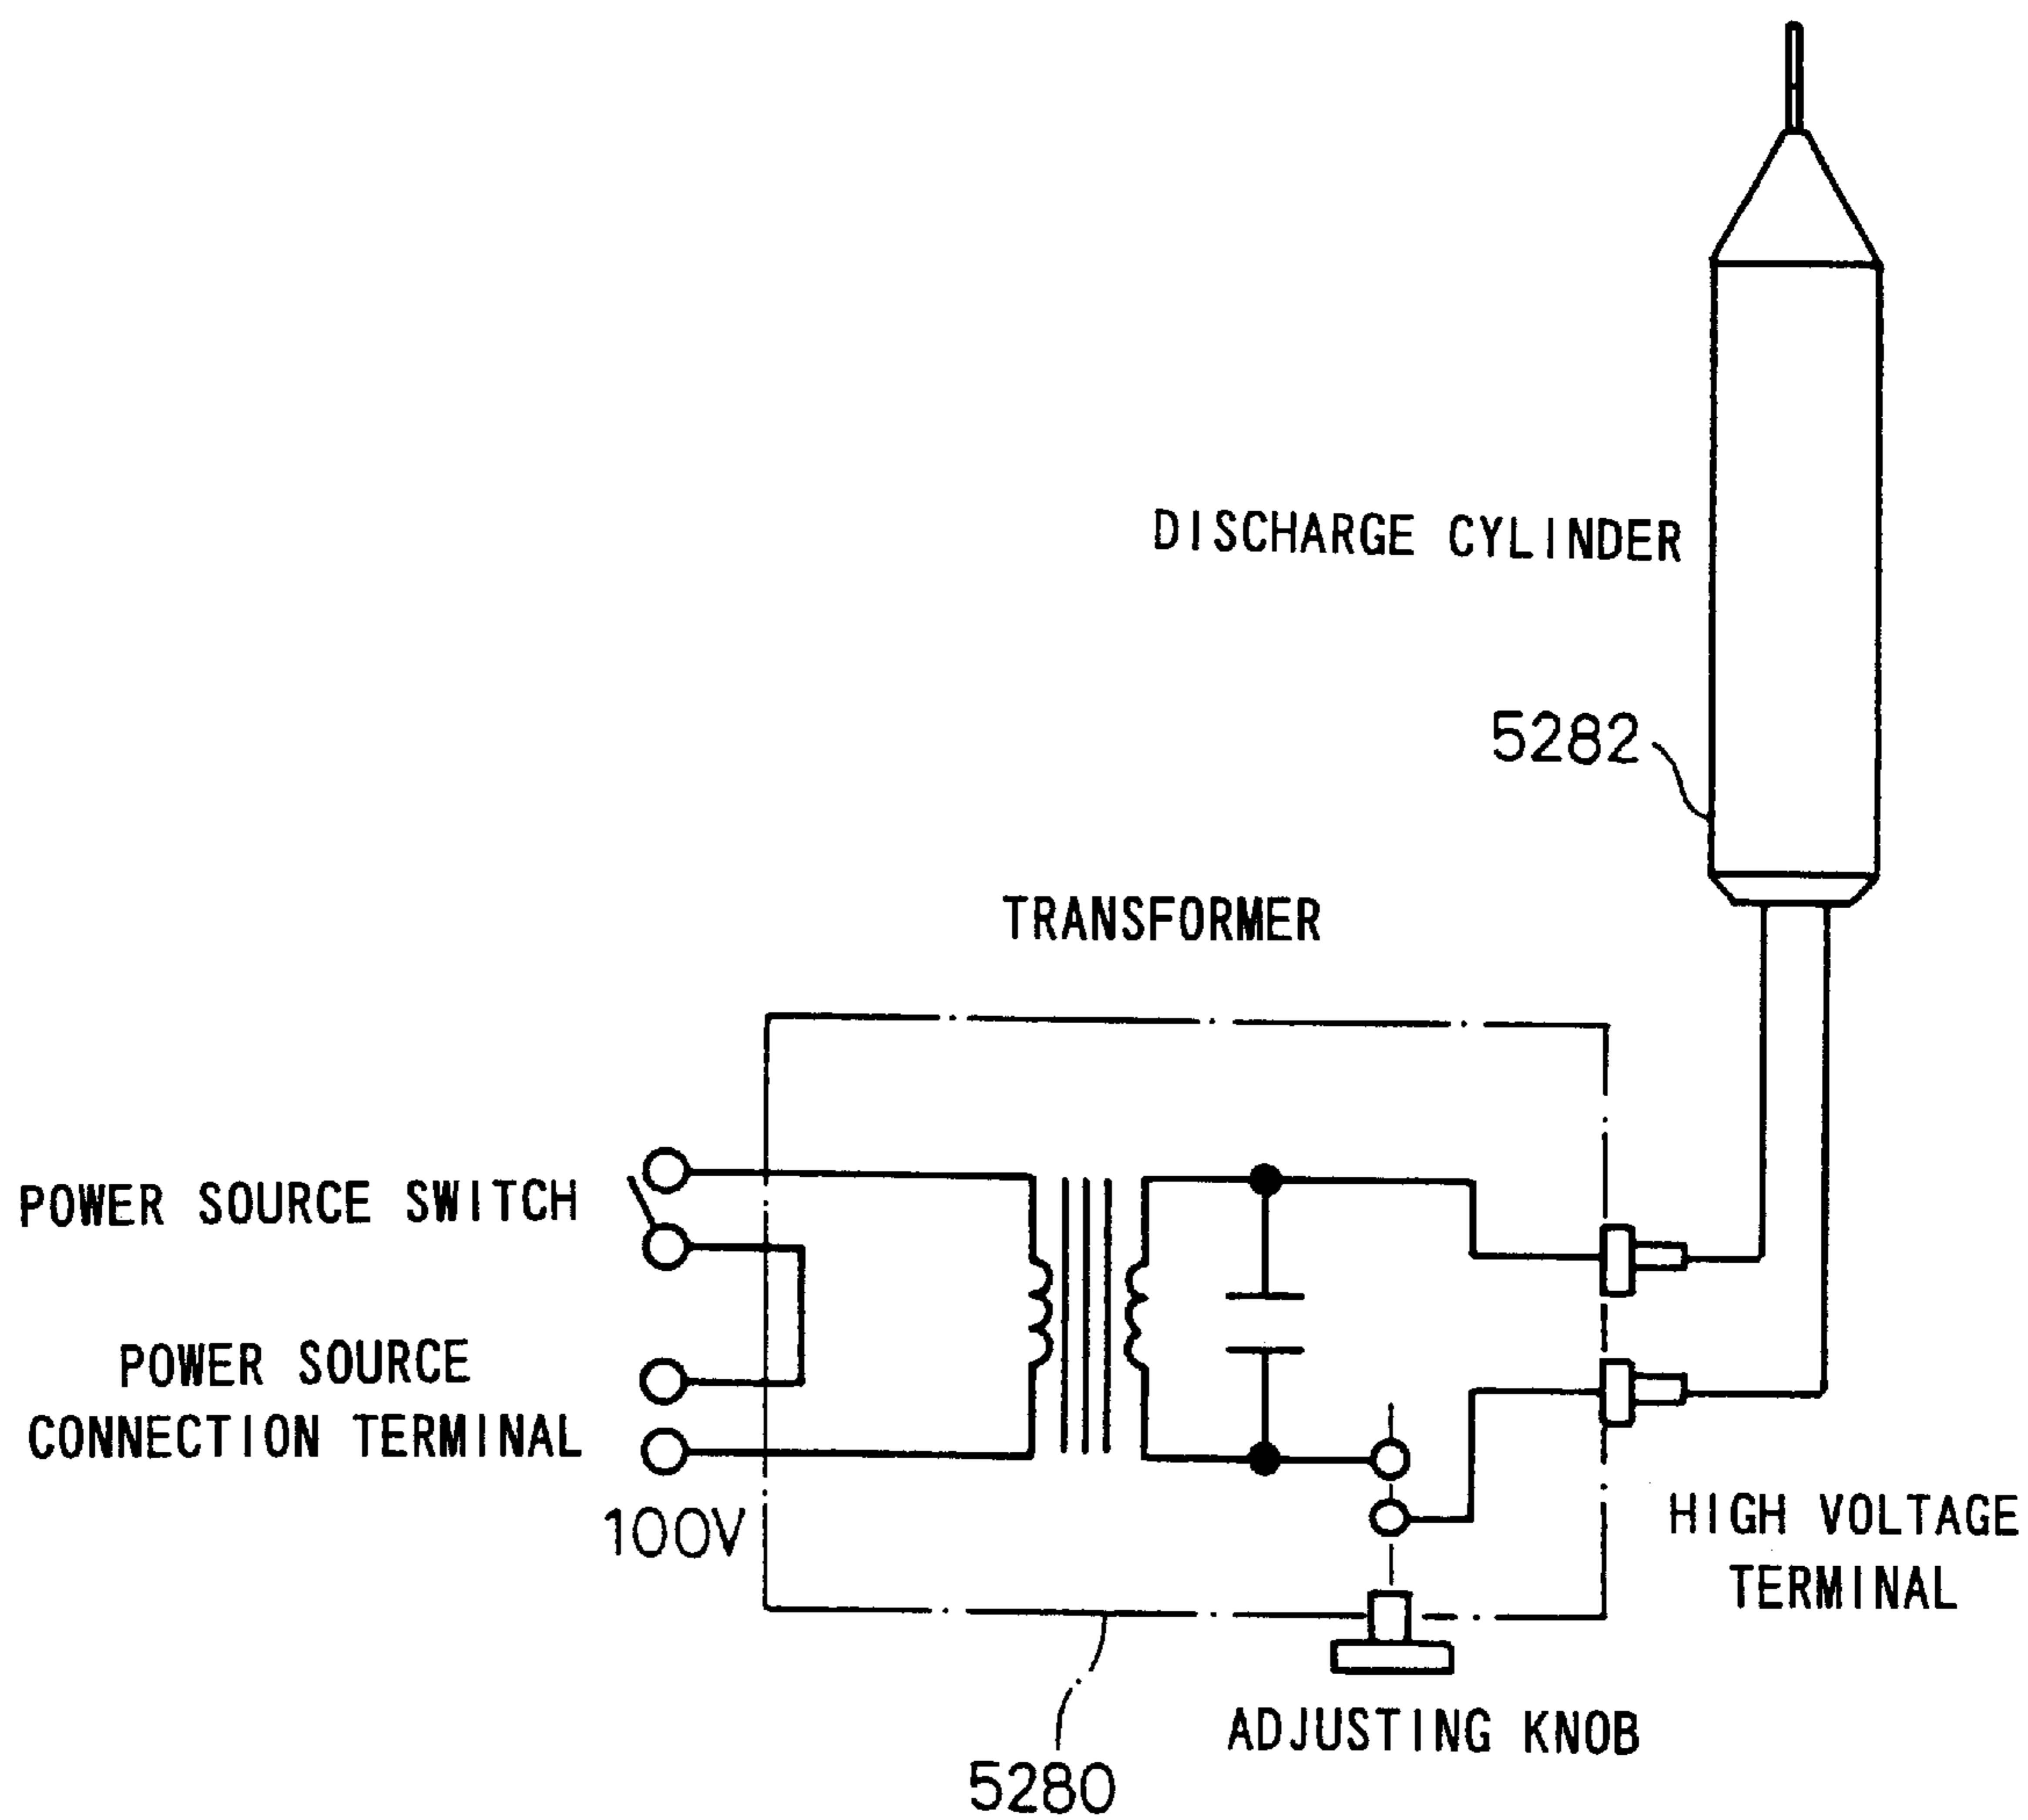 DISCHARGE CYLINDER
5282
TRANSFORMER
POWER SOURCE SWITCH
POWER SOURCE
CONNECTION TERMINAL
100V
HIGH VOLTAGE
TERMINAL
ADJUSTING KNOB
5280